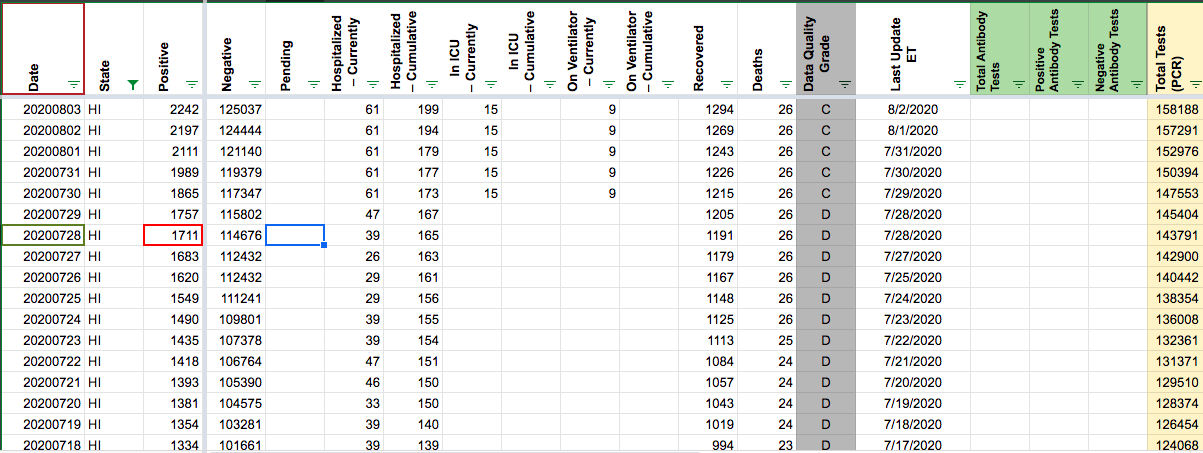 Date State Positive Negative Pending Hospitalized – Currently Hospitalized – Cumulative In ICU – Currently In ICU – Cumulative On Ventilator – Currently On Ventilator – Cumulative Recovered Deaths Data Quality Grade Last Update ET Total Antibody Tests Positive Antibody Tests Negative Antibody Tests Total Tests (PCR)
20200803 HI 2242 125037 61 199 15 9 1294 26 C 8/2/2020 158188
20200802 HI 2197 124444 61 194 15 9 1269 26 C 8/1/2020 157291
20200801 HI 2111 121140 61 179 15 9 1243 26 C 7/31/2020 152976
20200731 HI 1989 119379 61 177 15 9 1226 26 C 7/30/2020 150394
20200730 HI 1865 117347 61 173 15 9 1215 26 C 7/29/2020 147553
20200729 HI 1757 115802 47 167 1205 26 D 7/28/2020 145404
20200728 HI 1711 114676 39 165 1191 26 D 7/28/2020 143791
20200727 HI 1683 112432 26 163 1179 26 D 7/27/2020 142900
20200726 HI 1620 112432 29 161 1167 26 D 7/25/2020 140442
20200725 HI 1549 111241 29 156 1148 26 D 7/24/2020 138354
20200724 HI 1490 109801 39 155 1125 26 D 7/23/2020 136008
20200723 HI 1435 107378 39 154 1113 25 D 7/22/2020 132361
20200722 HI 1418 106764 47 151 1084 24 D 7/21/2020 131371
20200721 HI 1393 105390 46 150 1057 24 D 7/20/2020 129510
20200720 HI 1381 104575 33 150 1043 24 D 7/19/2020 128374
20200719 HI 1354 103281 39 140 1019 24 D 7/18/2020 126454
20200718 HI 1334 101661 39 139 994 23 D 7/17/2020 124068